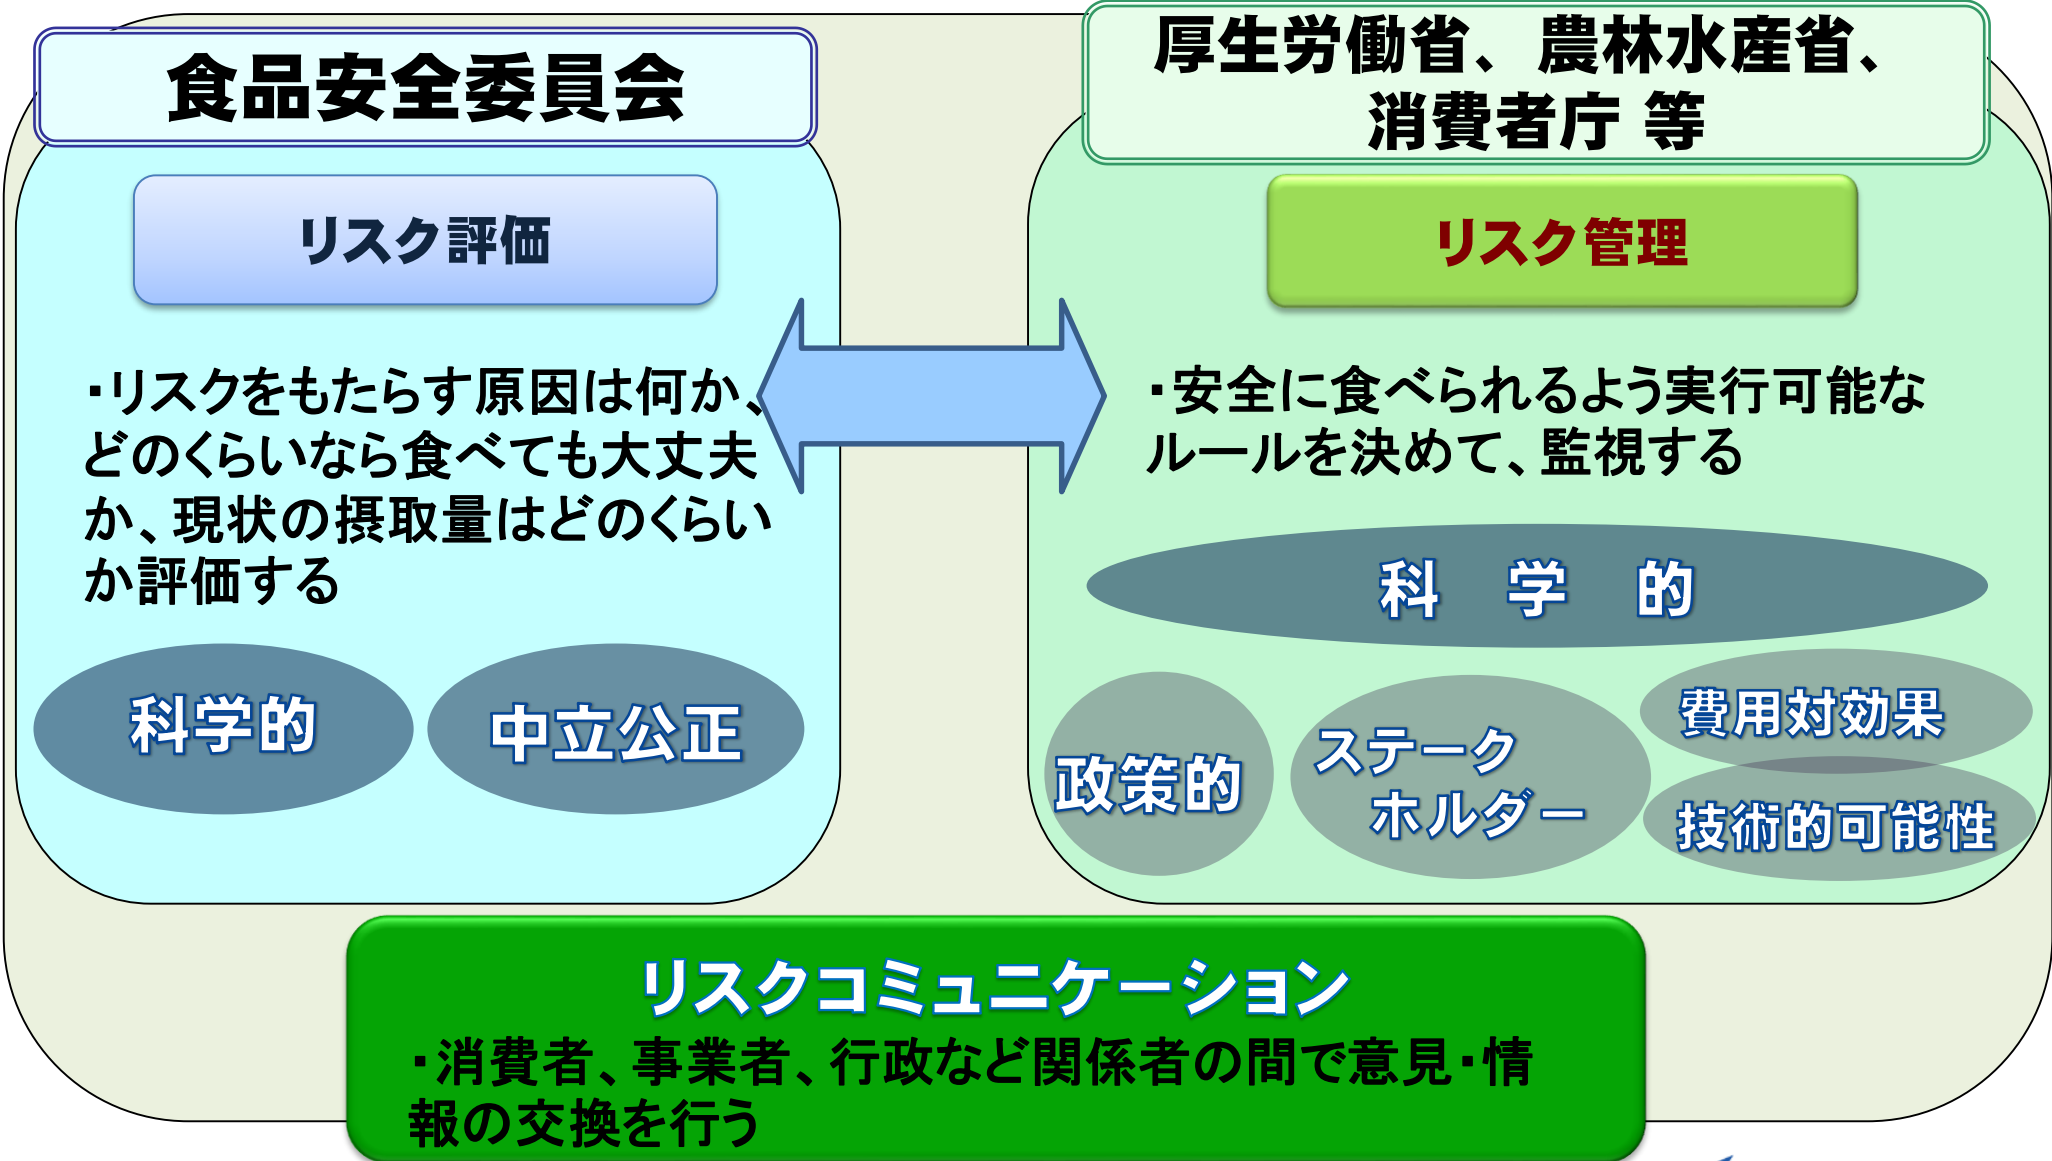 食品安全委員会
リスク評価
・リスクをもたらす原因は何か、
どのくらいなら食べても大丈夫
か、現状の摂取量はどのくらい
か評価する
科学的
中立公正
厚生労働省、農林水産省、
消費者庁 等
リスク管理
・安全に食べられるよう実行可能な
ルールを決めて、監視する
科 学 的
政策的
ステーク
ホルダー
費用対効果
技術的可能性
リスクコミュニケーション
・消費者、事業者、行政など関係者の間で意見・情
報の交換を行う